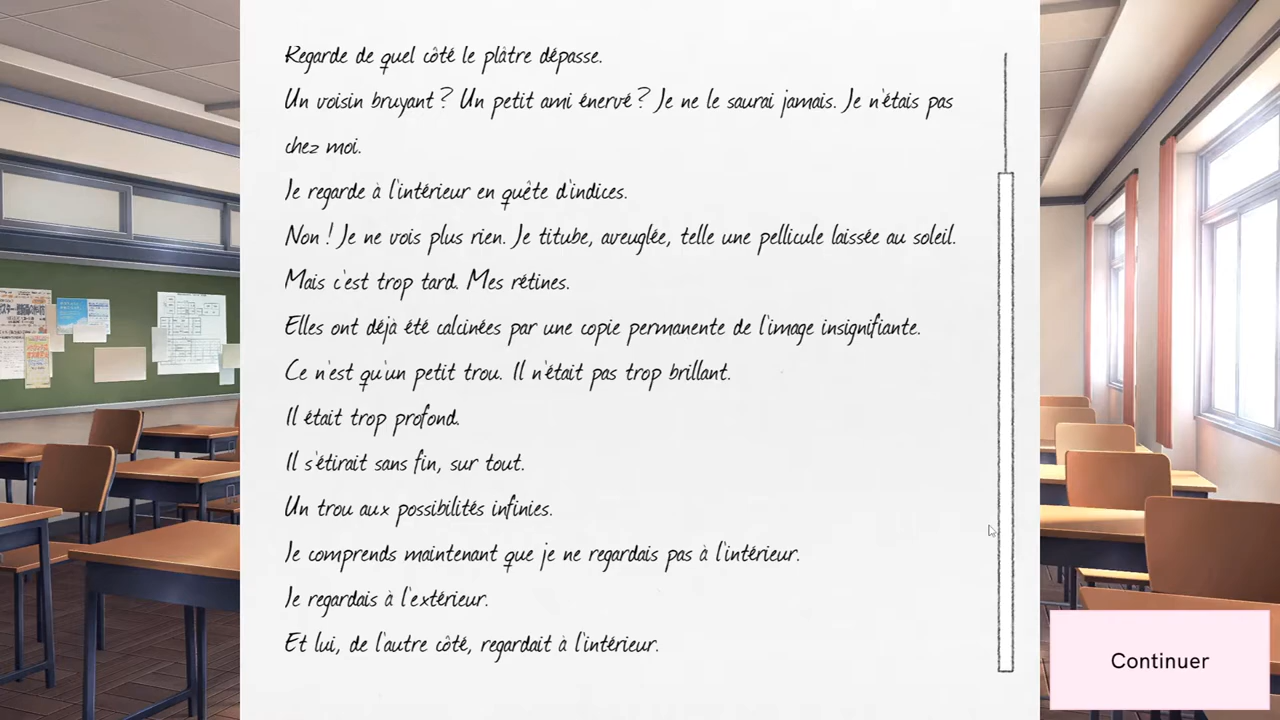 Regarde de quel côté le plâtre dépasse.
Un voisin bruyant ? Un petit ami énervé ? Je ne le saurai jamais. Je n'étais pas
chez moi.
Je regarde à l'intérieur en quête d'indices.
Non ! Je ne vois plus rien. Je titube, aveuglée, telle une pellicule laissée au soleil.
Mais c'est trop tard. Mes rétines.
Elles ont déjà été calcinées par une copie permanente de l'image insignifiante.
Ce n'est qu'un petit trou. Il n'était pas trop brillant.
Il était trop profond.
Il s'étirait sans fin, sur tout.
Un trou aux possibilités infinies.
Je comprends maintenant que je ne regardais pas à l'intérieur.
Je regardais à l'extérieur.
Et lui, de l'autre côté, regardait à l'intérieur.
Continuer